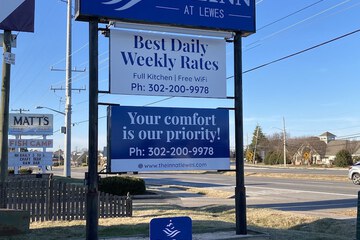 INN
AT LEWES
Best Daily
Weekly Rates
Full Kitchen | Free WiFi
Ph: 302-200-9978
Your comfort
is our priority!
Ph: 302-200-9978
www.theinnatlewes.com
MATTS
FISH CAMP